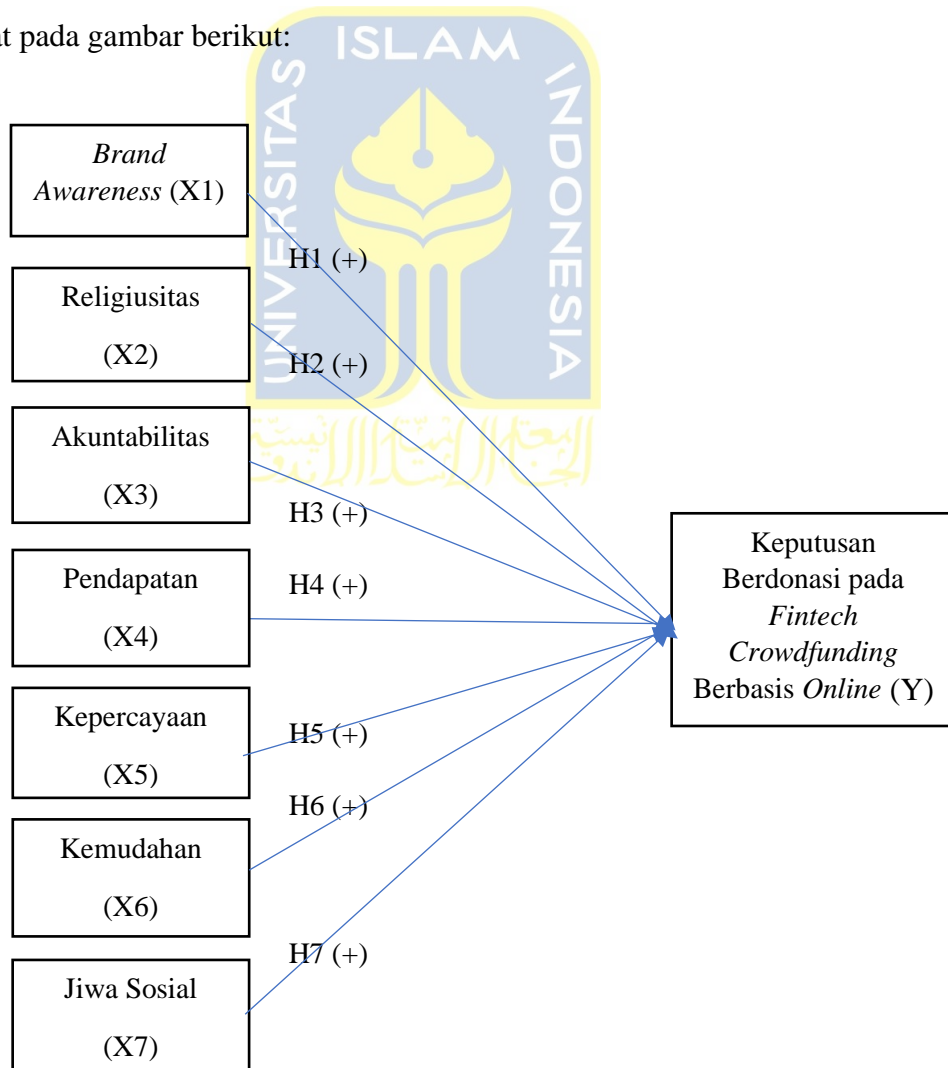 at pada gambar berikut:
UNIVERSITAS ISLAM INDONESIA
Brand
Awareness (X1)
H1 (+)
Religiusitas
(X2)
H2 (+)
Akuntabilitas
(X3)
H3 (+)
Pendapatan
(X4)
H4 (+)
Kepercayaan
(X5)
H5 (+)
Kemudahan
(X6)
H6 (+)
Jiwa Sosial
(X7)
H7 (+)
Keputusan
Berdonasi pada
Fintech
Crowdfunding
Berbasis Online (Y)